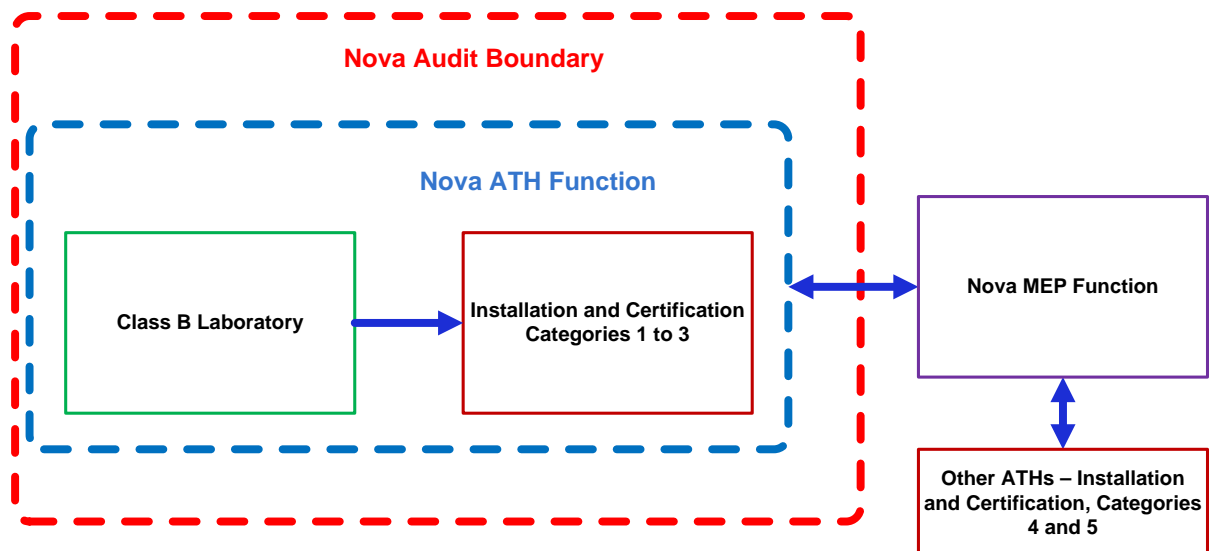 Nova Audit Boundary
Nova ATH Function
Class B Laboratory
Installation and Certification
Categories 1 to 3
Nova MEP Function
Other ATHs – Installation
and Certification, Categories
4 and 5